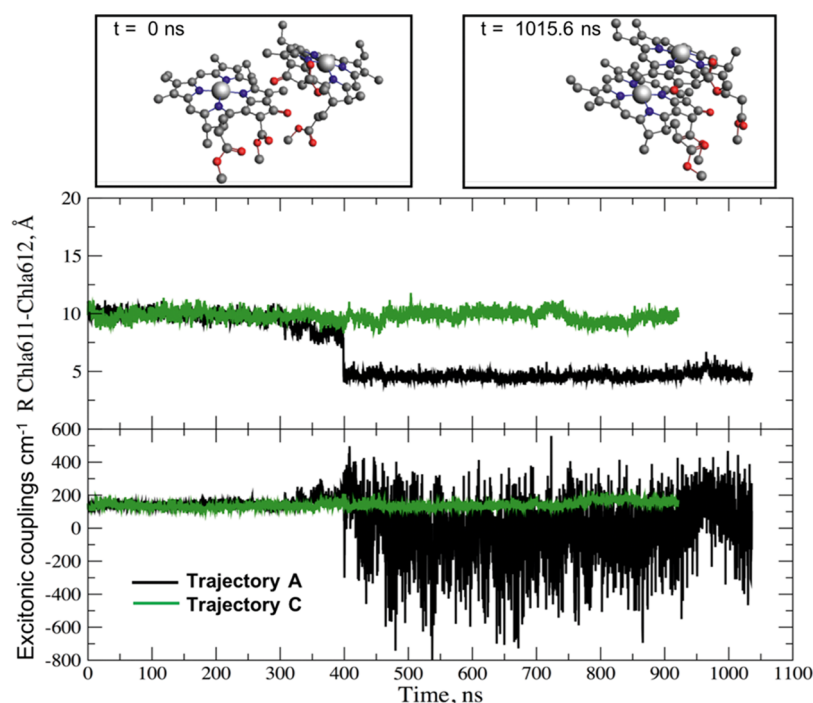 t = 0 ns
t = 1015.6 ns
R Chla611-Chla612, Å
20
15
10
5
Excitonic couplings cm⁻¹
600
400
200
0
-200
-400
-600
-800
Trajectory A
Trajectory C
0 100 200 300 400 500 600 700 800 900 1000 1100
Time, ns